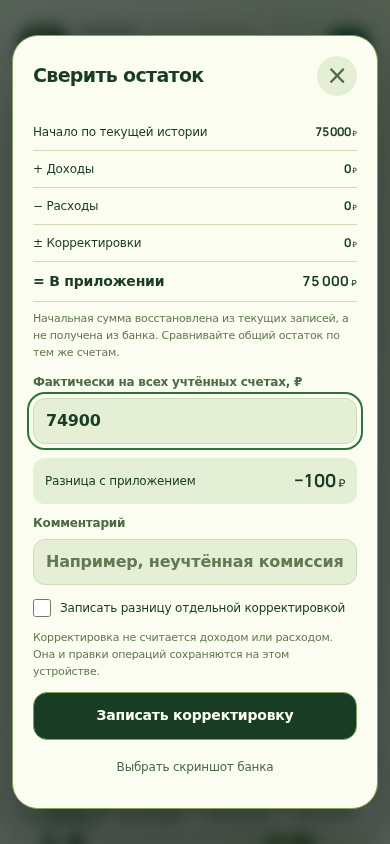 Сверить остаток
Начало по текущей истории 75000 ₽
+ Доходы 0 ₽
− Расходы 0 ₽
± Корректировки 0 ₽
= В приложении 75 000 ₽
Начальная сумма восстановлена из текущих записей, а
не получена из банка. Сравнивайте общий остаток по
тем же счетам.
Фактически на всех учтённых счетах, ₽
74900
Разница с приложением −100 ₽
Комментарий
Например, неучтённая комиссия
Записать разницу отдельной корректировкой
Корректировка не считается доходом или расходом.
Она и правки операций сохраняются на этом
устройстве.
Записать корректировку
Выбрать скриншот банка